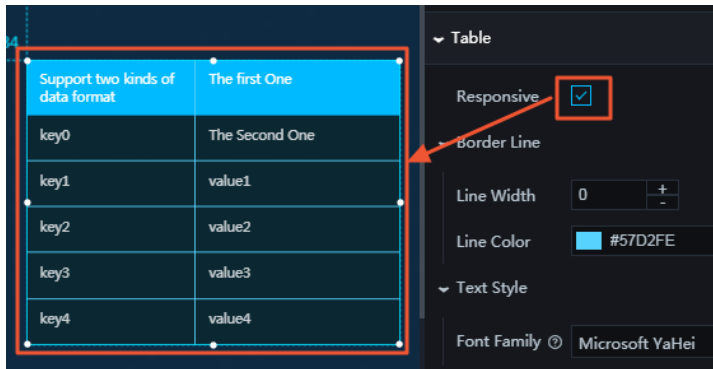 34
Support two kinds of
data format
The first One
key0
The Second One
key1
value1
key2
value2
key3
value3
key4
value4
Table
Responsive
Border Line
Line Width
0
+
-
Line Color
#57D2FE
Text Style
Font Family
?
Microsoft YaHei